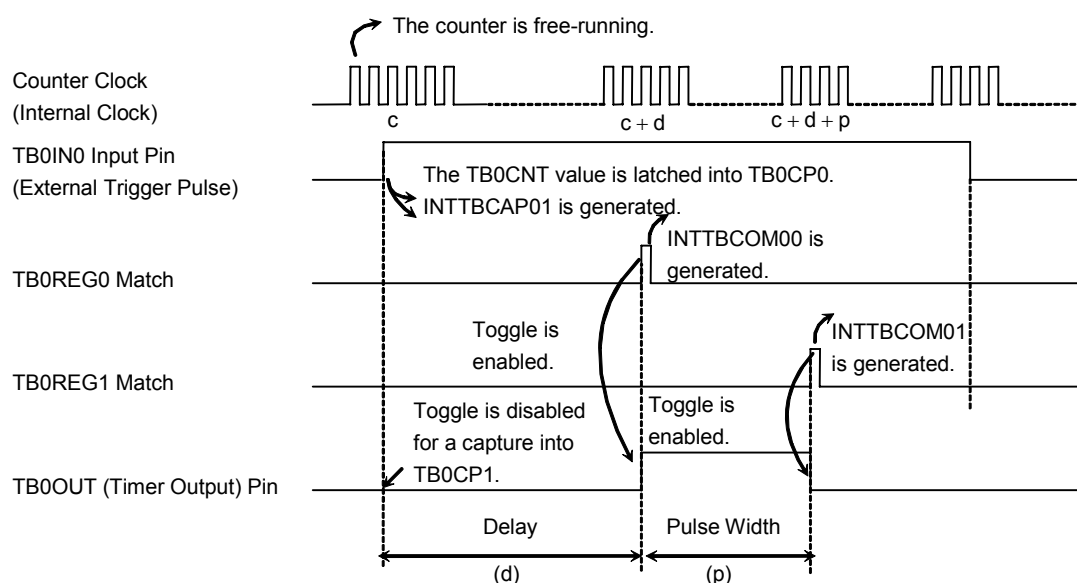 The counter is free-running.
Counter Clock
(Internal Clock)
c
c + d
c + d + p
TB0IN0 Input Pin
(External Trigger Pulse)
The TB0CNT value is latched into TB0CP0.
INTTBCAP01 is generated.
INTTBCOM00 is
generated.
TB0REG0 Match
Toggle is
enabled.
INTTBCOM01
is generated.
TB0REG1 Match
Toggle is disabled
for a capture into
TB0CP1.
Toggle is
enabled.
TB0OUT (Timer Output) Pin
Delay
Pulse Width
(d)
(p)